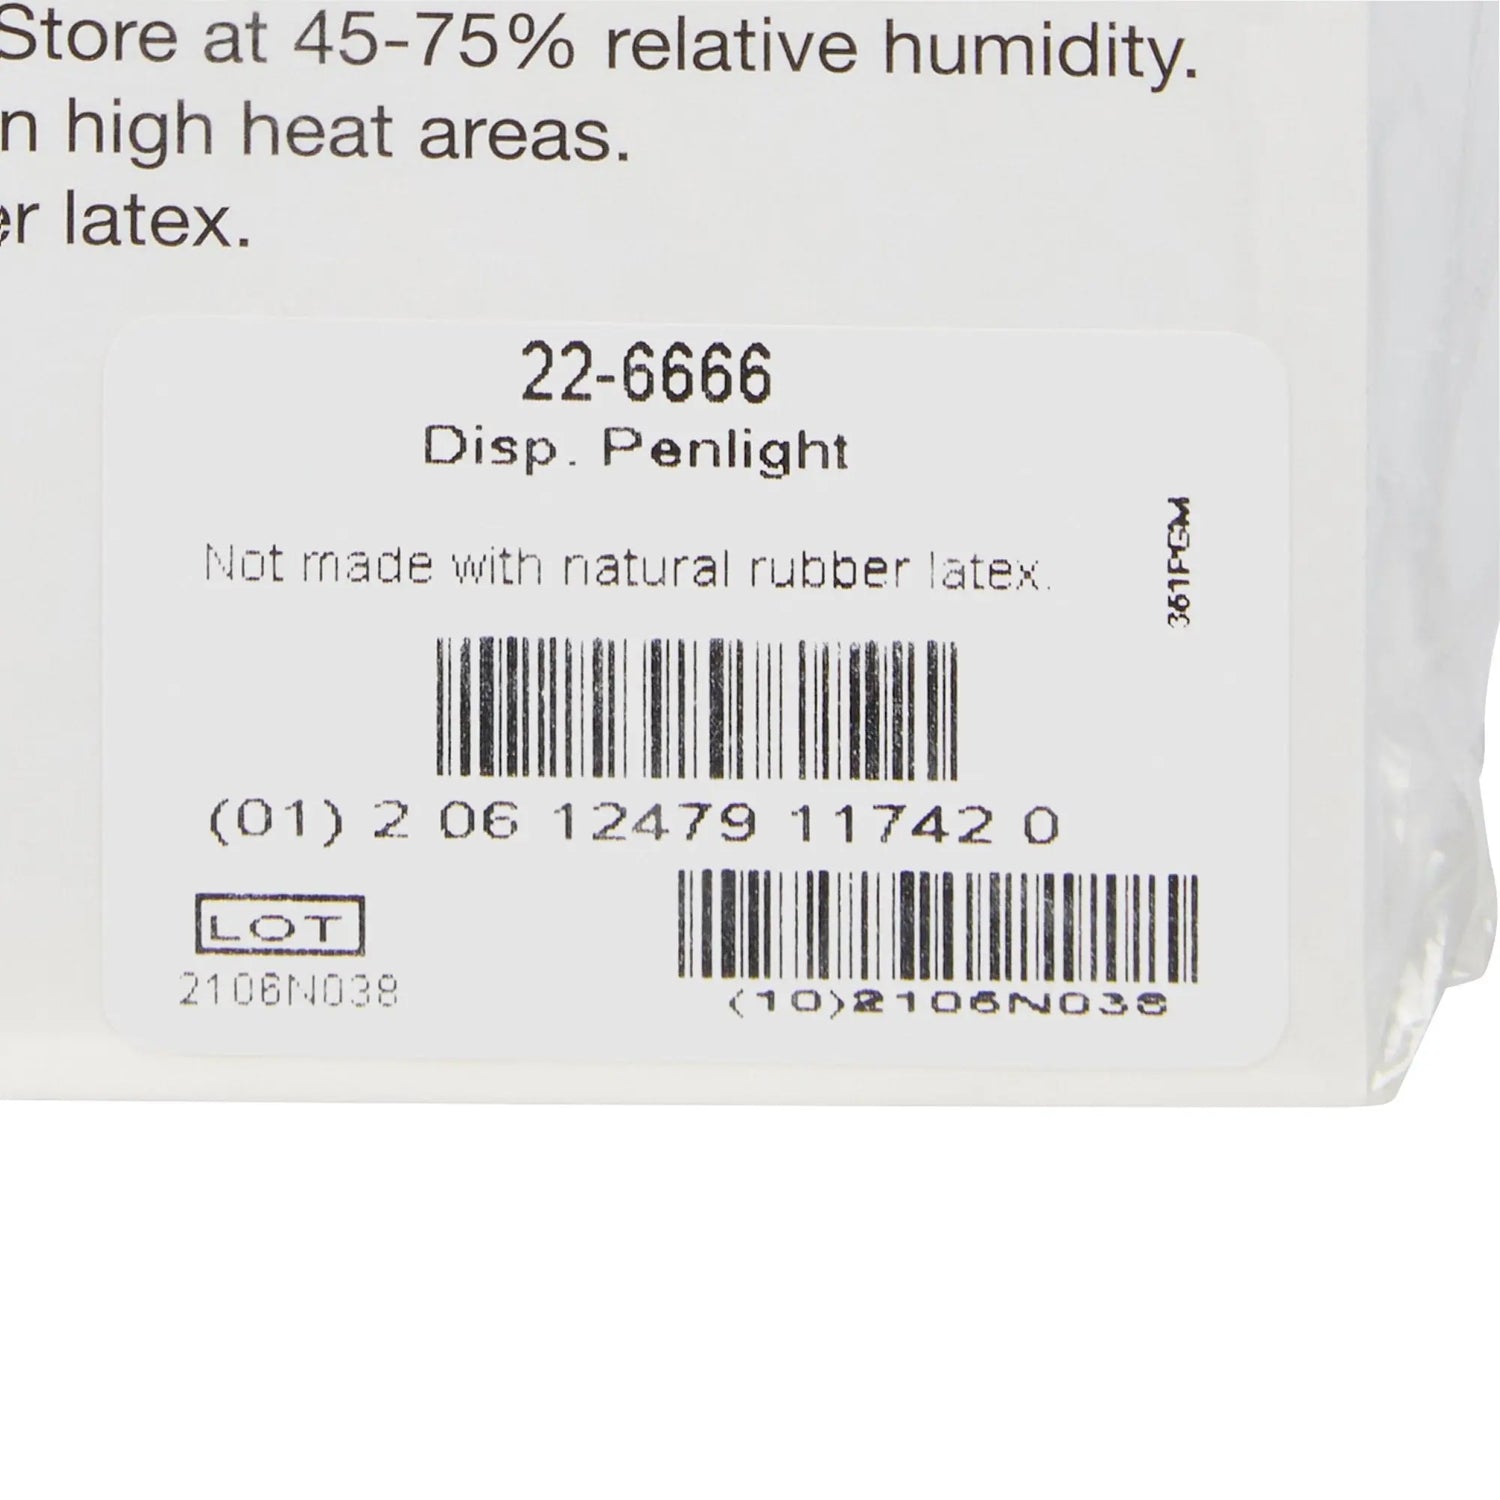 Store at 45-75% relative humidity.
n high heat areas.
er latex.
22-6666
Disp. Penlight
Not made with natural rubber latex.
(01) 2 06 12479 11742 0
LOT
2106N038
(10)2106N038